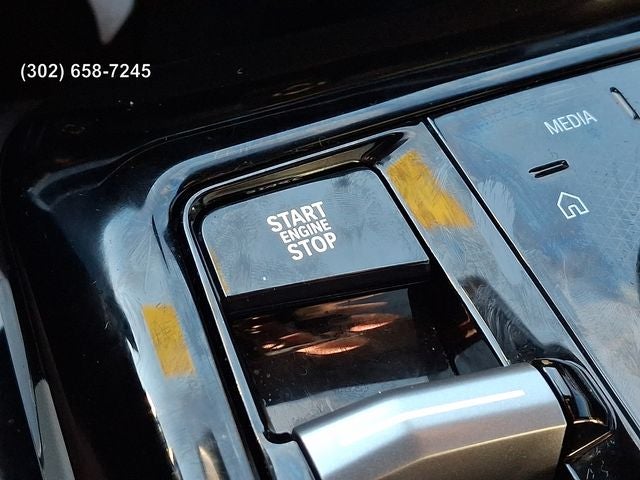 (302) 658-7245
MEDIA
START
ENGINE
STOP